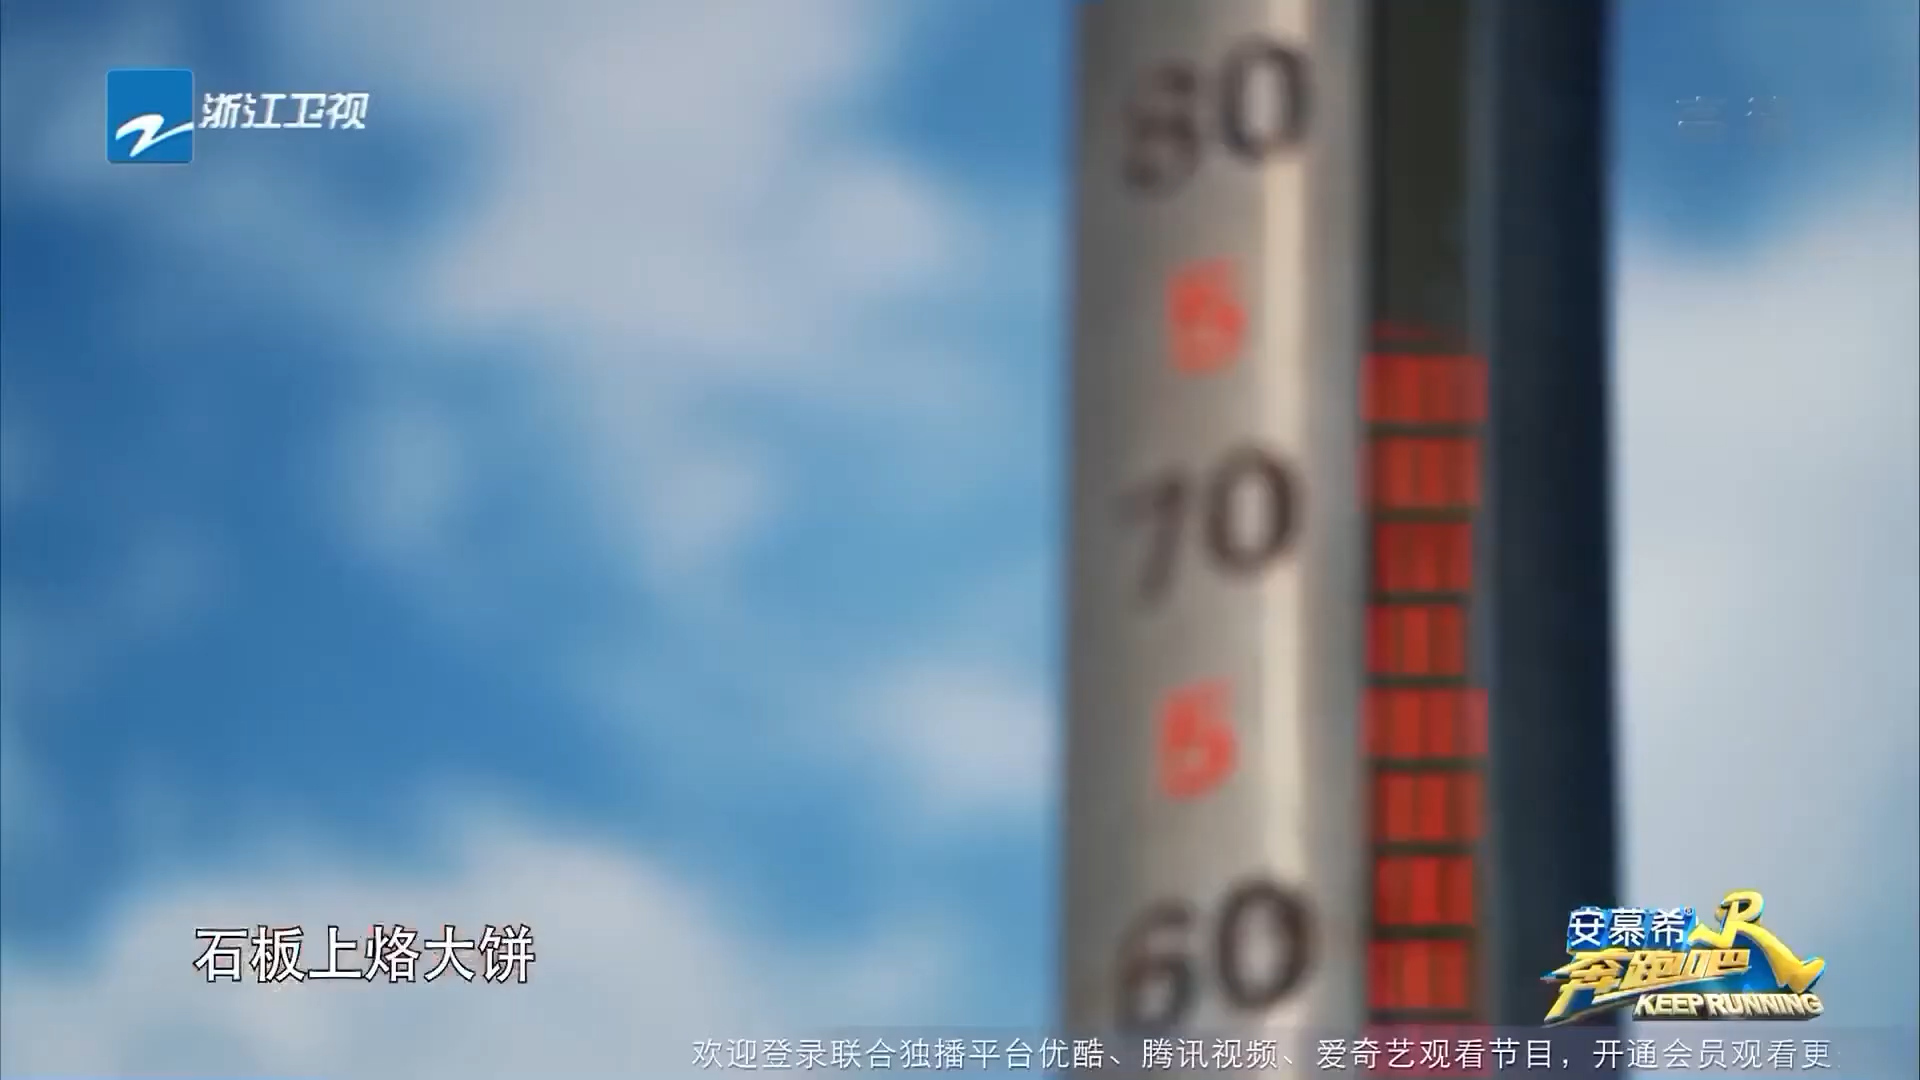 浙江卫视
80
5
70
5
60
石板上烙大饼
安慕希
奔跑吧
KEEP RUNNING
欢迎登录联合独播平台优酷、腾讯视频、爱奇艺观看节目，开通会员观看更